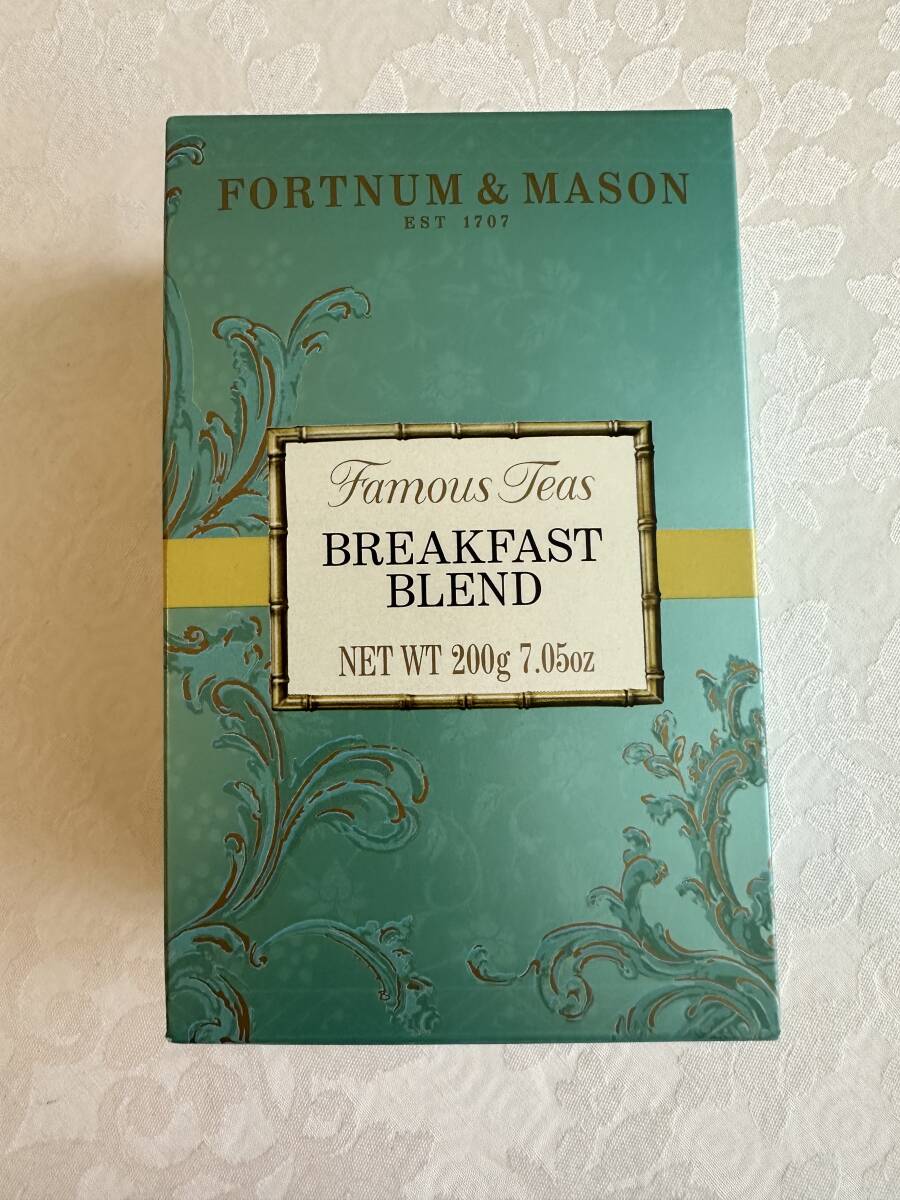 FORTNUM & MASON
EST 1707
Famous Teas
BREAKFAST
BLEND
NET WT 200g 7.05oz